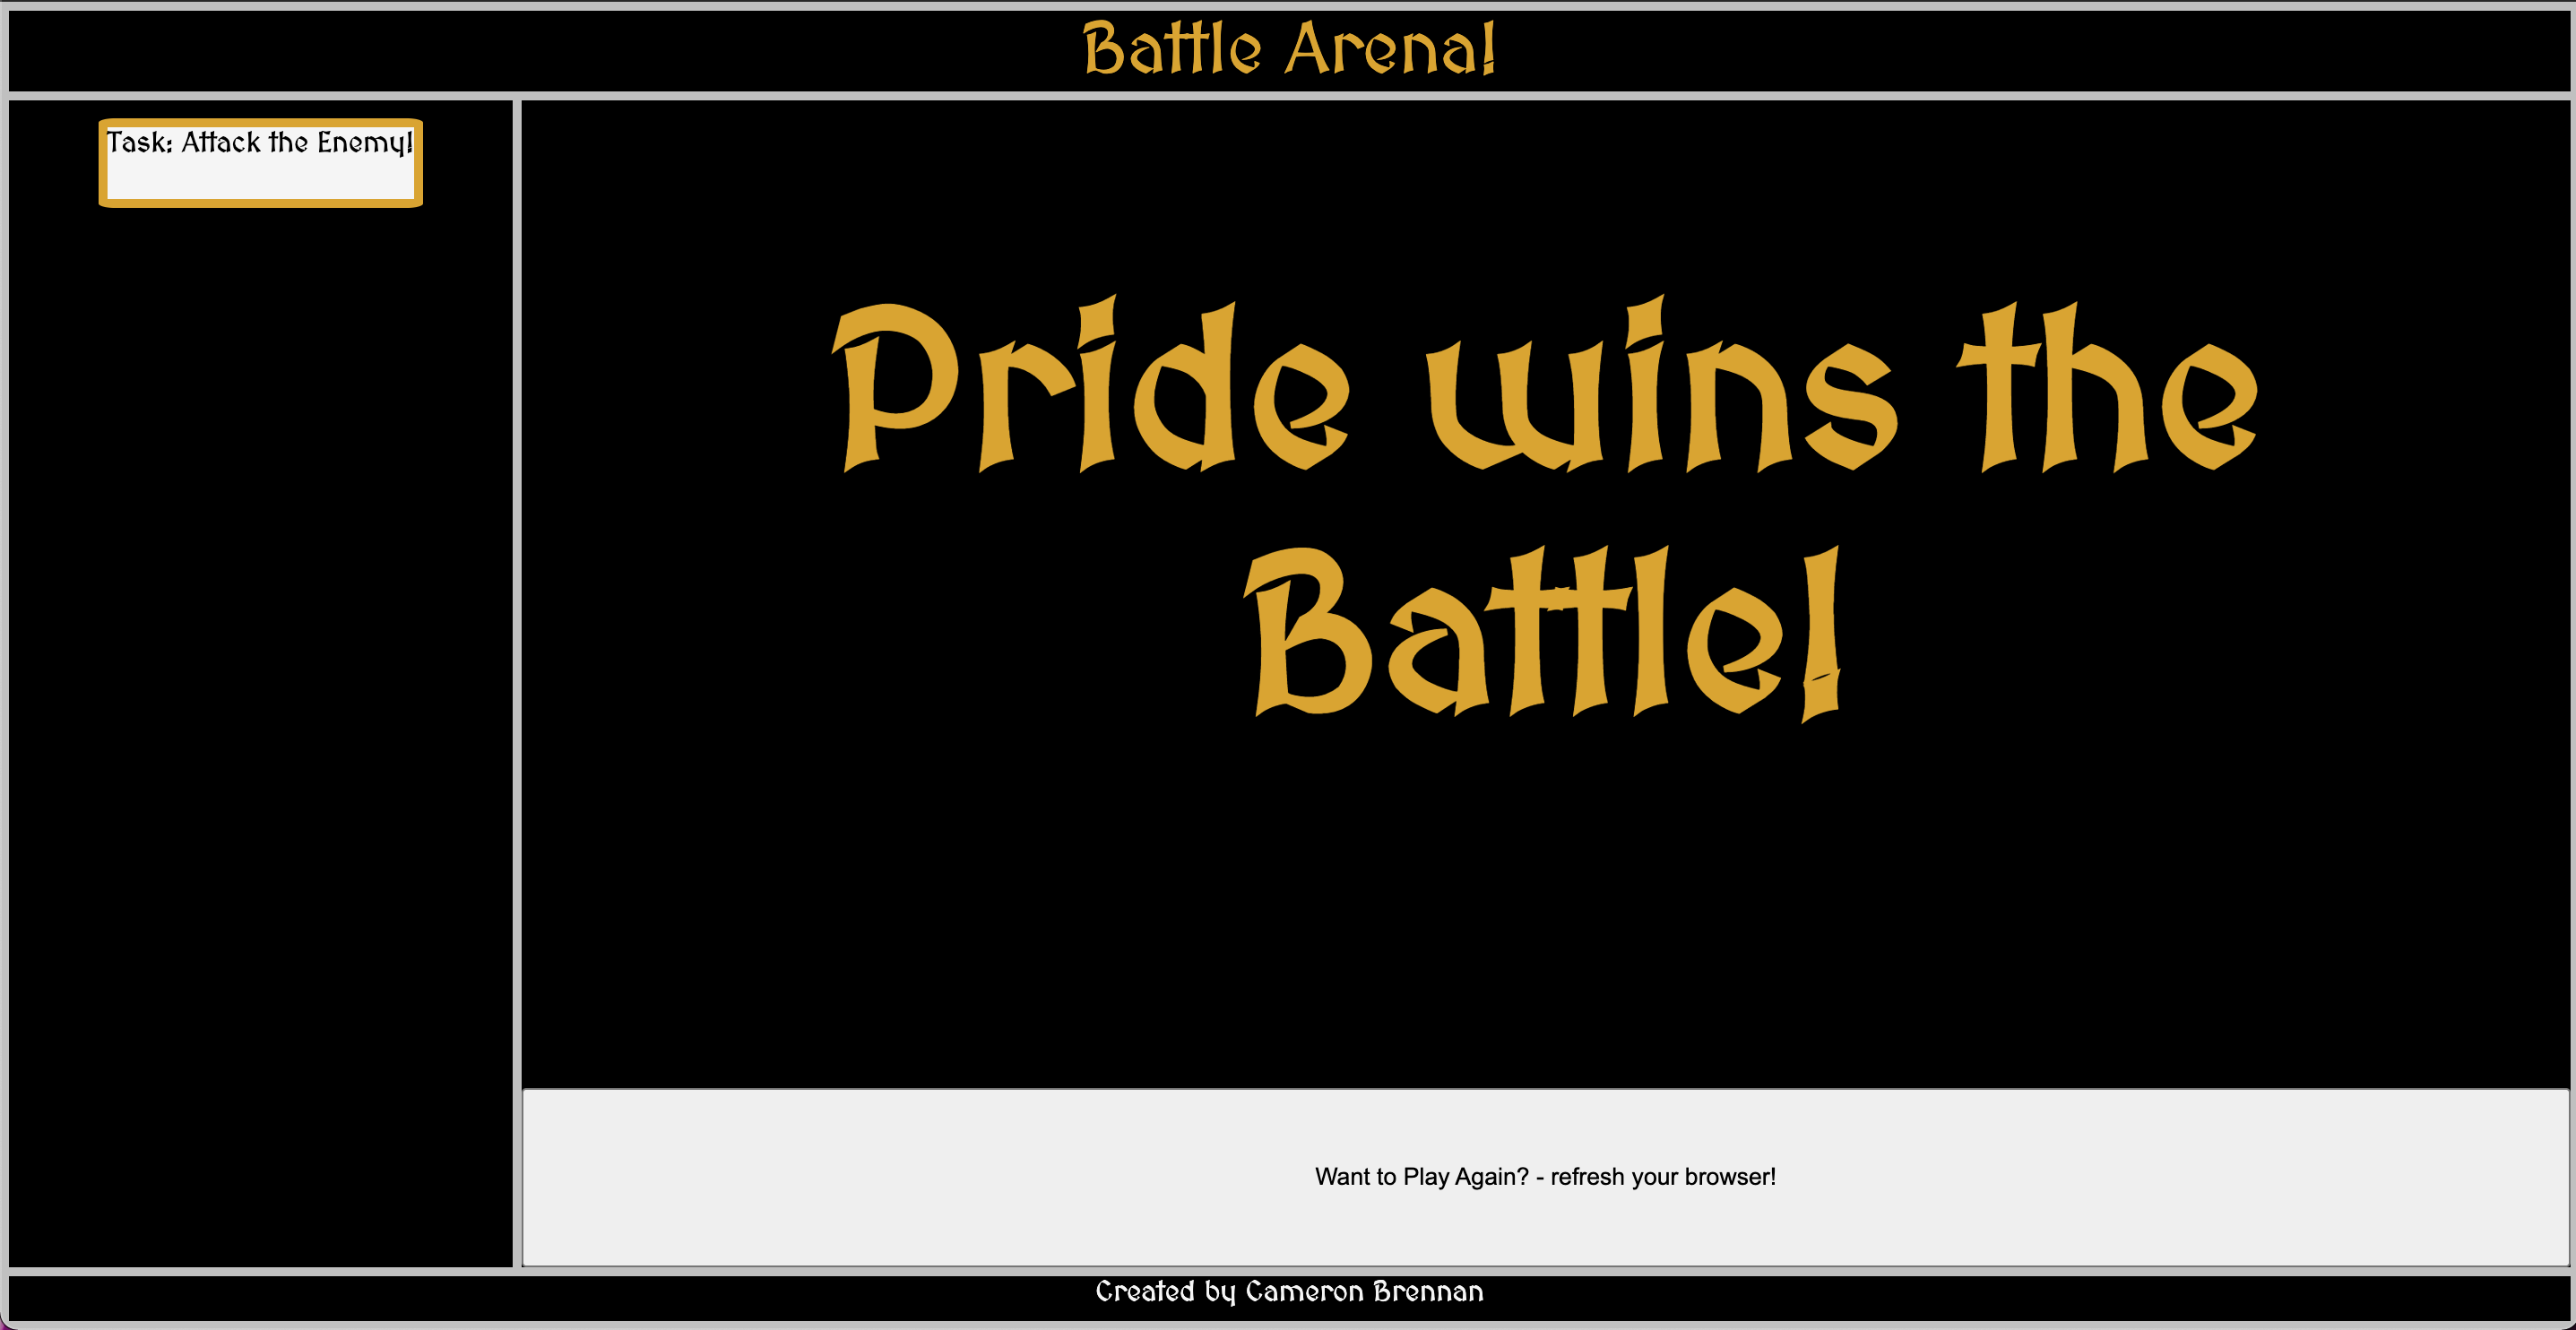 Battle Arena!
Task: Attack the Enemy!
Pride wins the
Battle!
Want to Play Again? - refresh your browser!
Created by Cameron Brennan